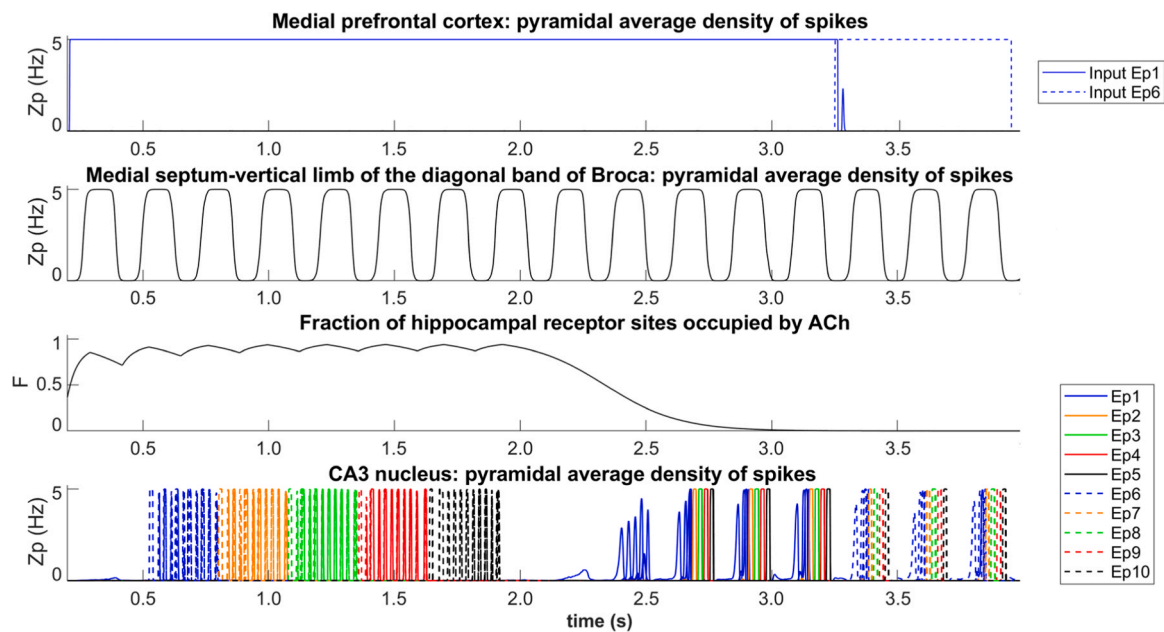 Medial prefrontal cortex: pyramidal average density of spikes
Zp (Hz)
5
0
0.5 1.0 1.5 2.0 2.5 3.0 3.5
Input Ep1
Input Ep6
Medial septum-vertical limb of the diagonal band of Broca: pyramidal average density of spikes
Zp (Hz)
5
0
0.5 1.0 1.5 2.0 2.5 3.0 3.5
Fraction of hippocampal receptor sites occupied by ACh
F
1
0.5
0
0.5 1.0 1.5 2.0 2.5 3.0 3.5
CA3 nucleus: pyramidal average density of spikes
Zp (Hz)
5
0
0.5 1.0 1.5 2.0 2.5 3.0 3.5
time (s)
Ep1
Ep2
Ep3
Ep4
Ep5
Ep6
Ep7
Ep8
Ep9
Ep10